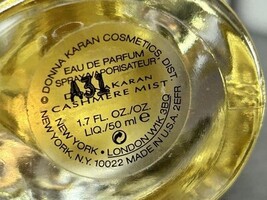 © DONNA KARAN COSMETICS, DIST.
NEW YORK, N.Y. 10022 MADE IN U.S.A. 2EFR
NEW YORK • LONDON W1K 3BQ
EAU DE PARFUM
SPRAY/VAPORISATEUR
A31
KARAN
CASHMERE MIST
1.7 FL. OZ./OZ.
LIQ./50 ml e